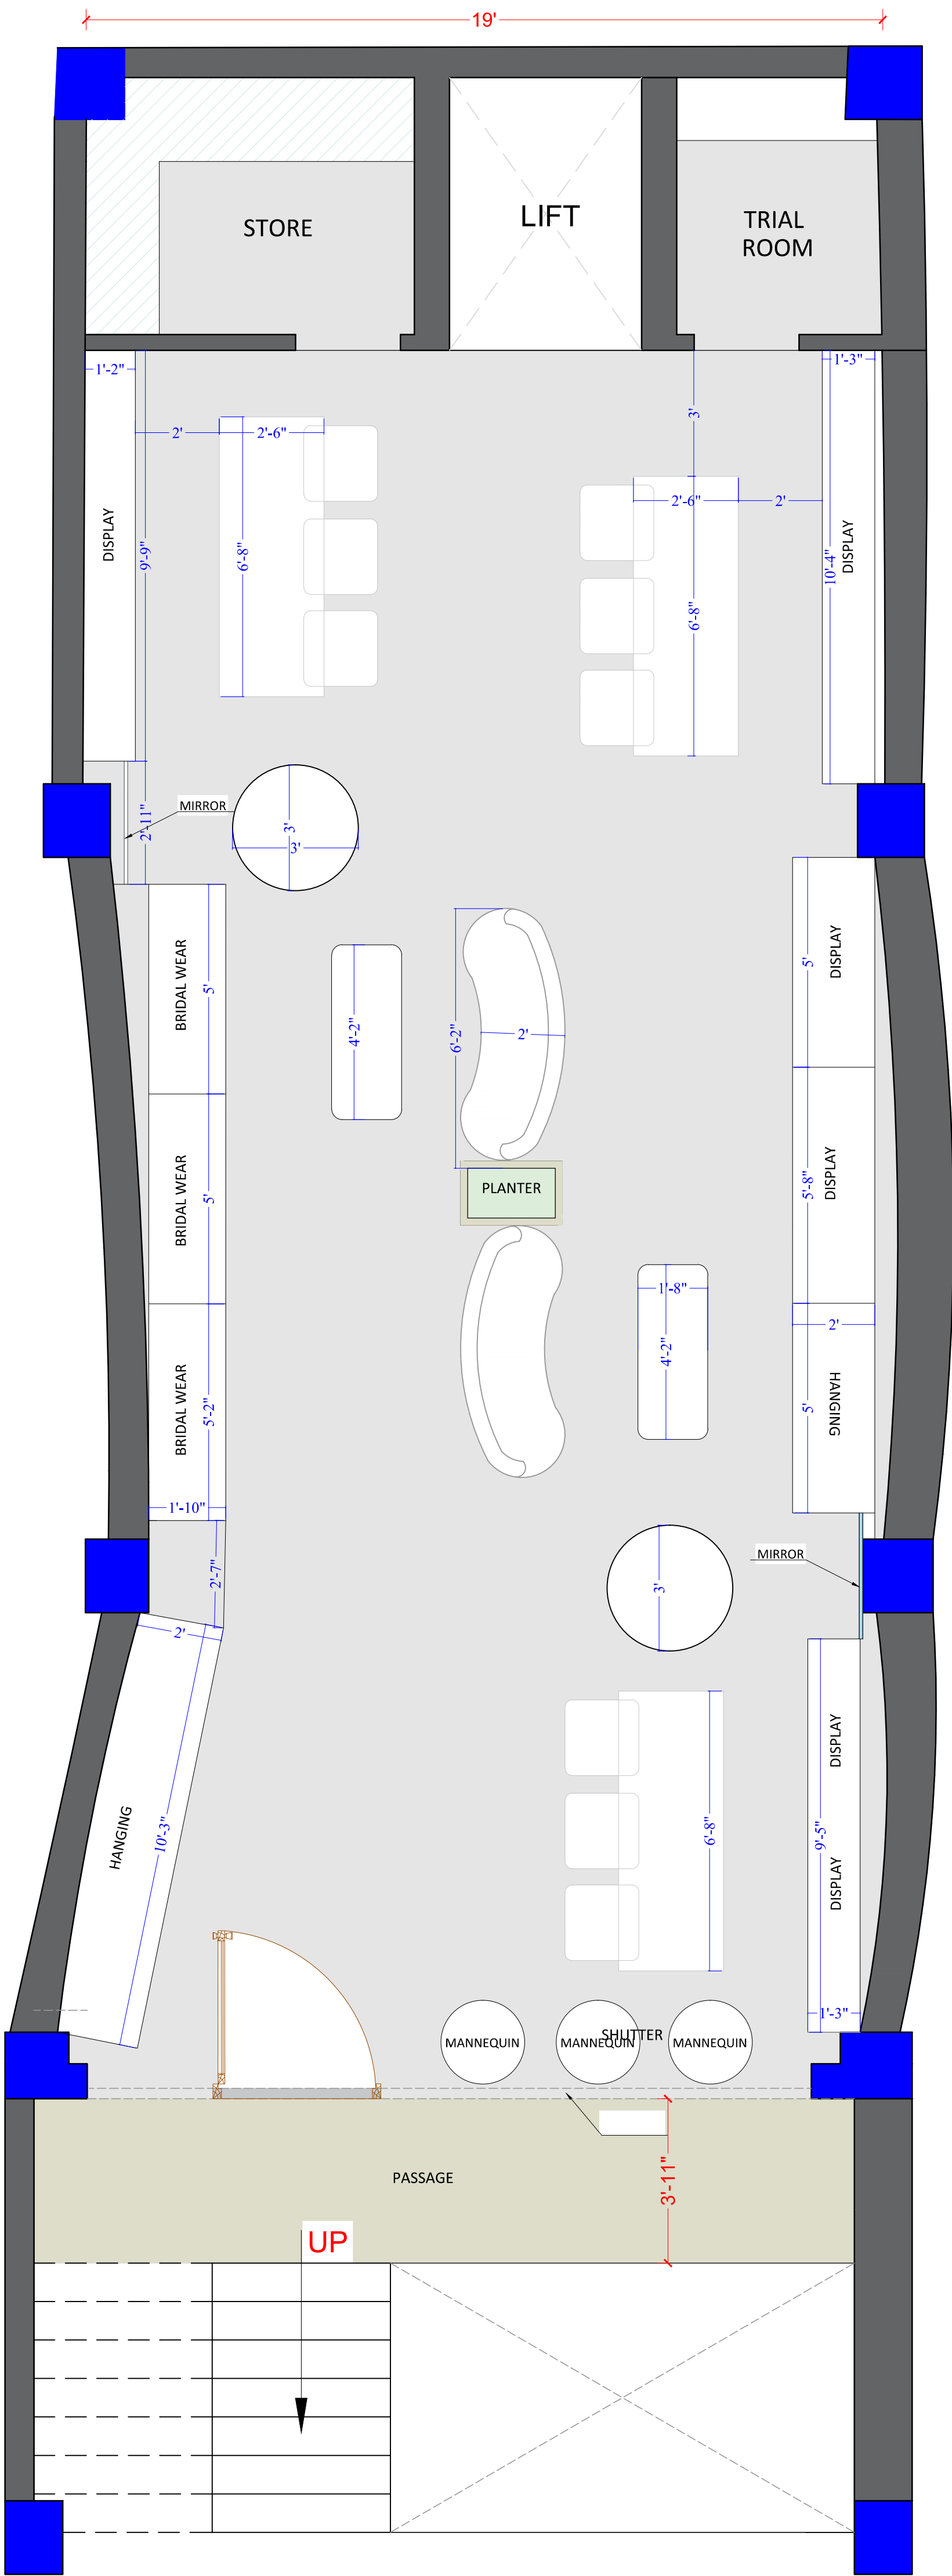 19'
STORE
LIFT
TRIAL
ROOM
1'-2"
1'-3"
2'
2'-6"
3'
2'-6"
2'
DISPLAY
9'-9"
6'-8"
6'-8"
10'-4"
DISPLAY
MIRROR
2'-11"
3'
3'
BRIDAL WEAR
5'
4'-2"
6'-2"
2'
5'
DISPLAY
BRIDAL WEAR
5'
PLANTER
5'-8"
DISPLAY
1'-8"
2'
BRIDAL WEAR
5'-2"
4'-2"
5'
HANGING
1'-10"
2'-7"
MIRROR
3'
2'
HANGING
10'-3"
6'-8"
9'-5"
DISPLAY
DISPLAY
1'-3"
SHUTTER
MANNEQUIN
MANNEQUIN
MANNEQUIN
PASSAGE
3'-11"
UP